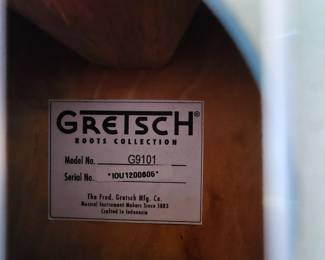 GRETSCH®
ROOTS COLLECTION
Model No. G9101
Serial No. "IOU1200606"
The Fred. Gretsch Mfg. Co.
Musical Instrument Makers Since 1883
Crafted in Indonesia